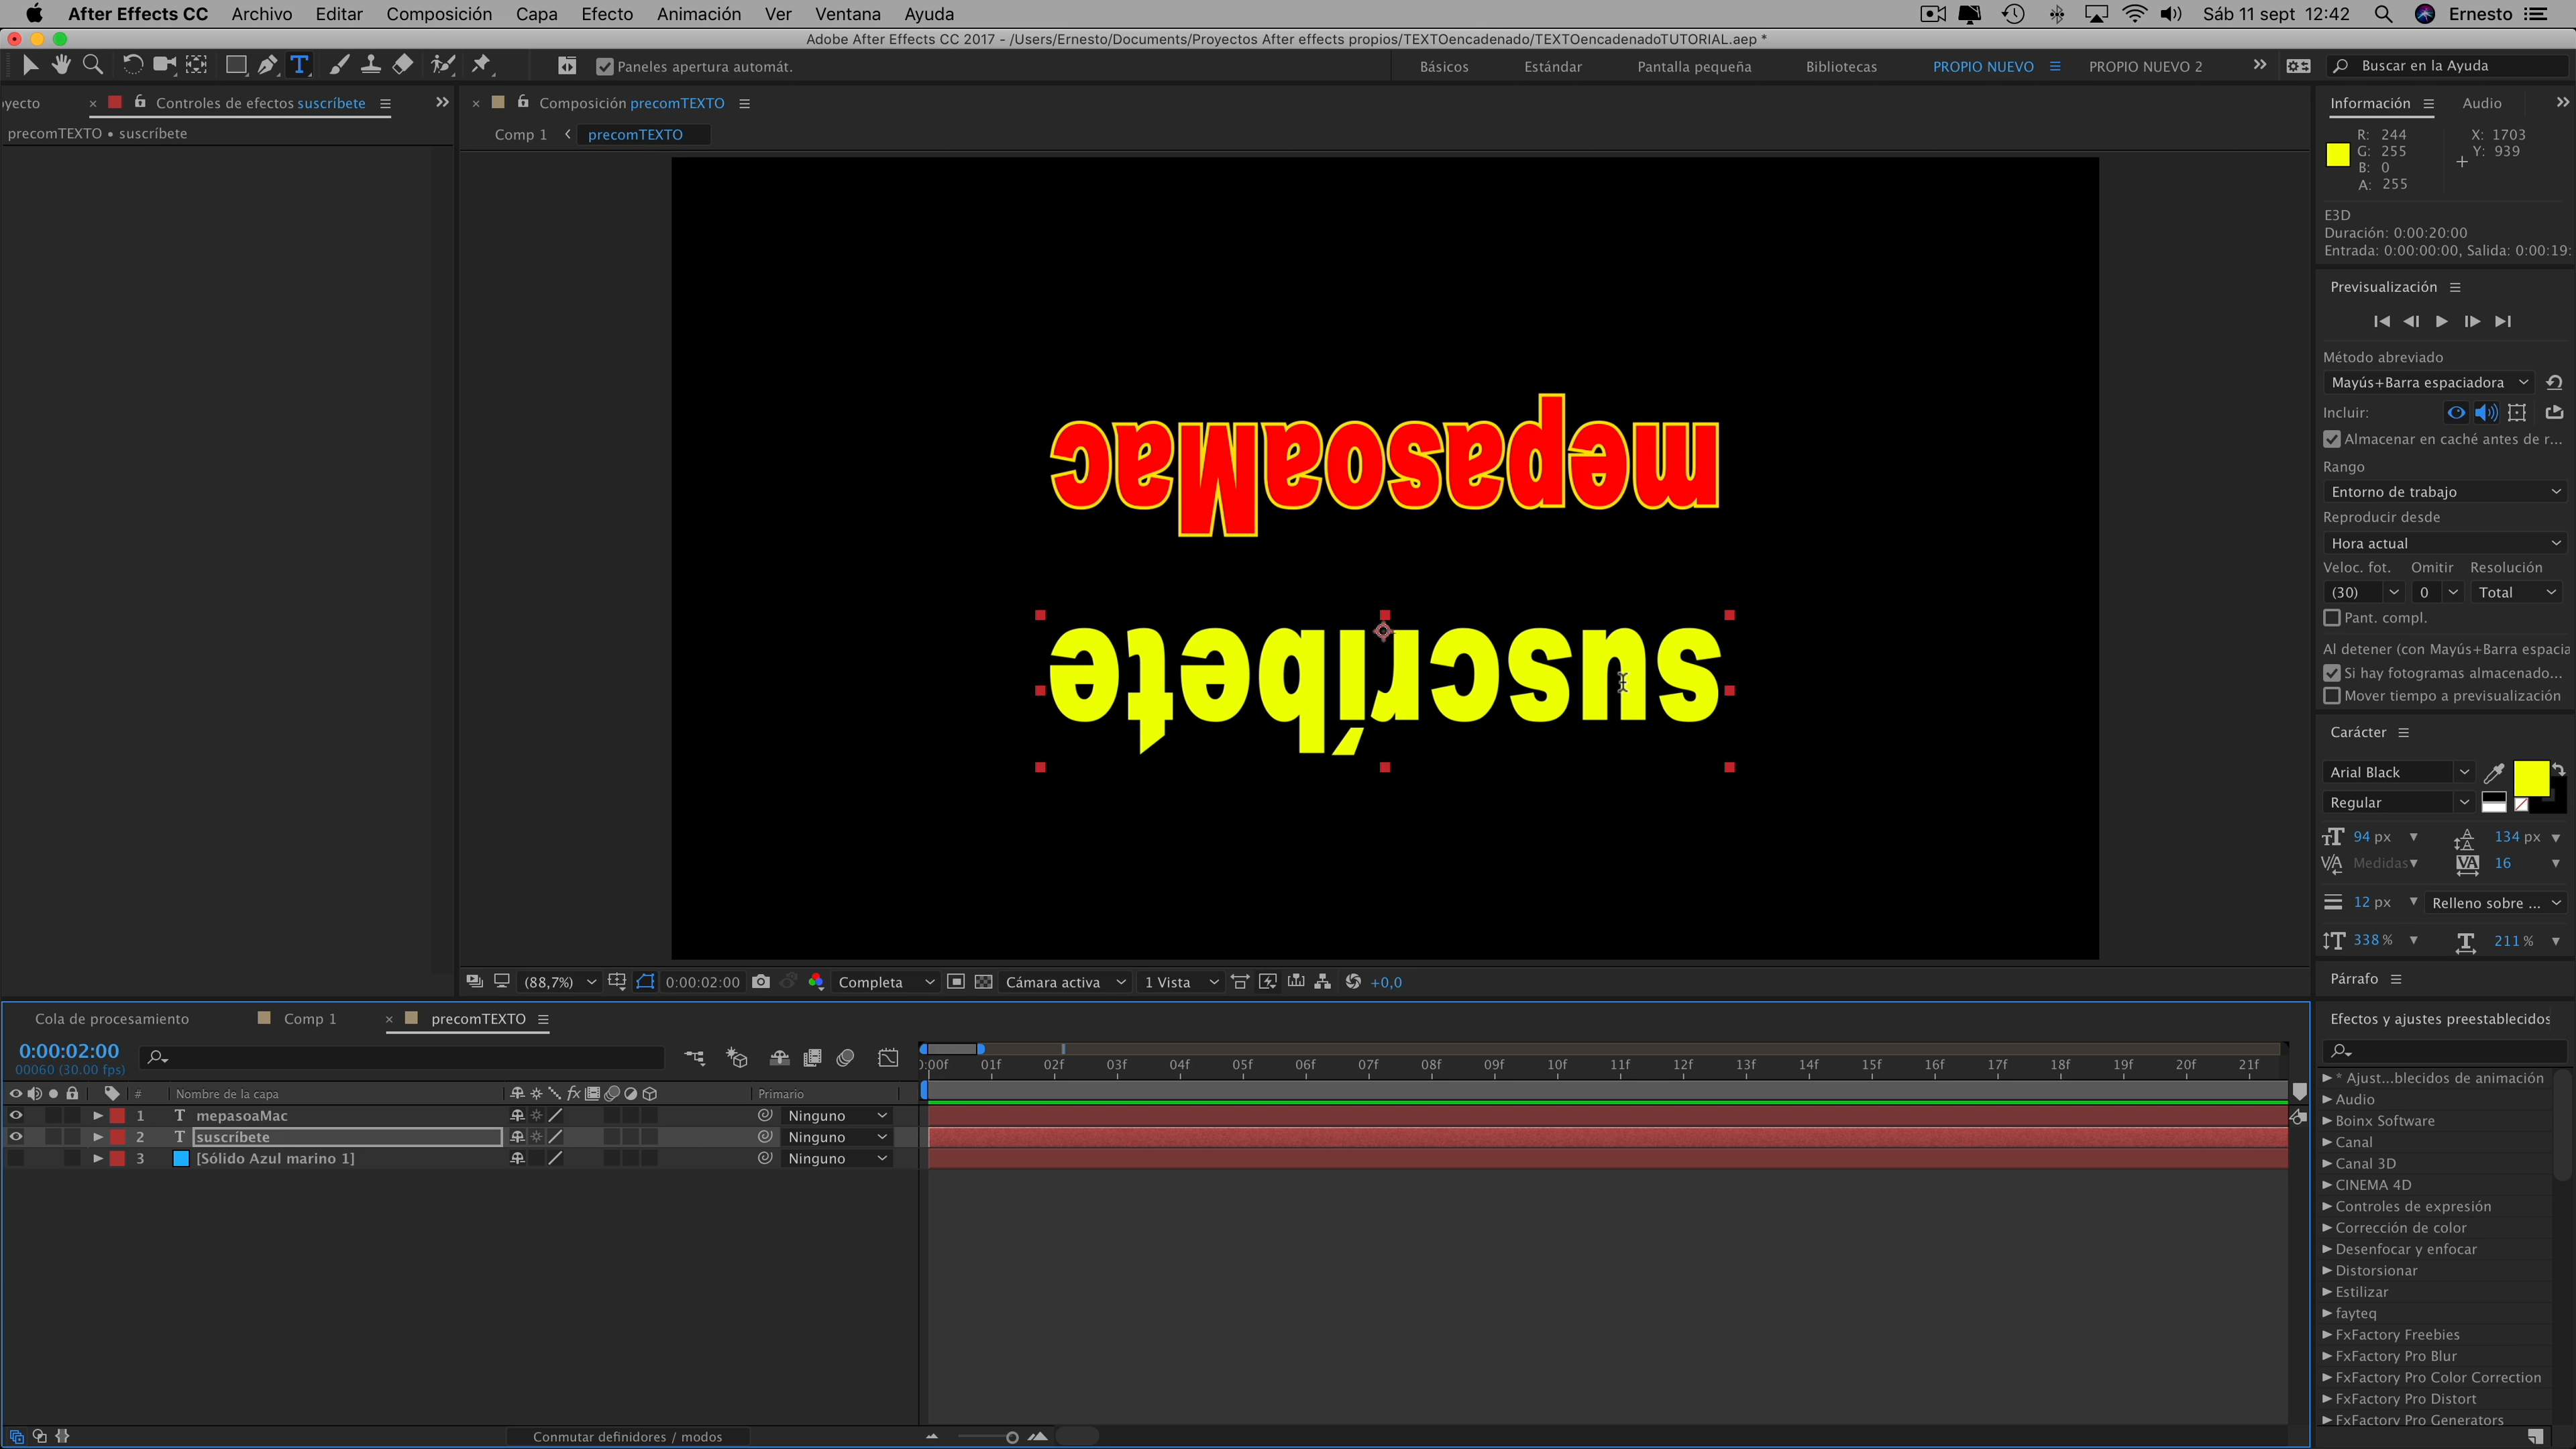 After Effects CC Archivo Editar Composición Capa Efecto Animación Ver Ventana Ayuda Sáb 11 sept 12:42 Ernesto
Adobe After Effects CC 2017 - /Users/Ernesto/Documents/Proyectos After effects propios/TEXTOencadenado/TEXTOencadenadoTUTORIAL.aep *
Paneles apertura automát. Básicos Estándar Pantalla pequeña Bibliotecas PROPIO NUEVO PROPIO NUEVO 2 Buscar en la Ayuda
yecto Controles de efectos suscríbete
precomTEXTO • suscríbete
Composición precomTEXTO
Comp 1 precomTEXTO
mepasoaMac
suscríbete
(88,7%) 0:00:02:00 Completa Cámara activa 1 Vista +0,0
Información Audio
R: 244 X: 1703
G: 255 Y: 939
B: 0
A: 255
E3D
Duración: 0:00:20:00
Entrada: 0:00:00:00, Salida: 0:00:19:
Previsualización
Método abreviado
Mayús+Barra espaciadora
Incluir:
Almacenar en caché antes de r...
Rango
Entorno de trabajo
Reproducir desde
Hora actual
Veloc. fot. Omitir Resolución
(30) 0 Total
Pant. compl.
Al detener (con Mayús+Barra espacia
Si hay fotogramas almacenado...
Mover tiempo a previsualización
Carácter
Arial Black
Regular
94 px 134 px
Medidas 16
12 px Relleno sobre ...
338 % 211 %
Párrafo
Efectos y ajustes preestablecidos
* Ajust...blecidos de animación
Audio
Boinx Software
Canal
Canal 3D
CINEMA 4D
Controles de expresión
Corrección de color
Desenfocar y enfocar
Distorsionar
Estilizar
fayteq
FxFactory Freebies
FxFactory Pro Blur
FxFactory Pro Color Correction
FxFactory Pro Distort
FxFactory Pro Generators
Cola de procesamiento Comp 1 precomTEXTO
0:00:02:00
00060 (30.00 fps)
0:00f 01f 02f 03f 04f 05f 06f 07f 08f 09f 10f 11f 12f 13f 14f 15f 16f 17f 18f 19f 20f 21f
# Nombre de la capa fx Primario
1 T mepasoaMac Ninguno
2 T suscríbete Ninguno
3 [Sólido Azul marino 1] Ninguno
Conmutar definidores / modos